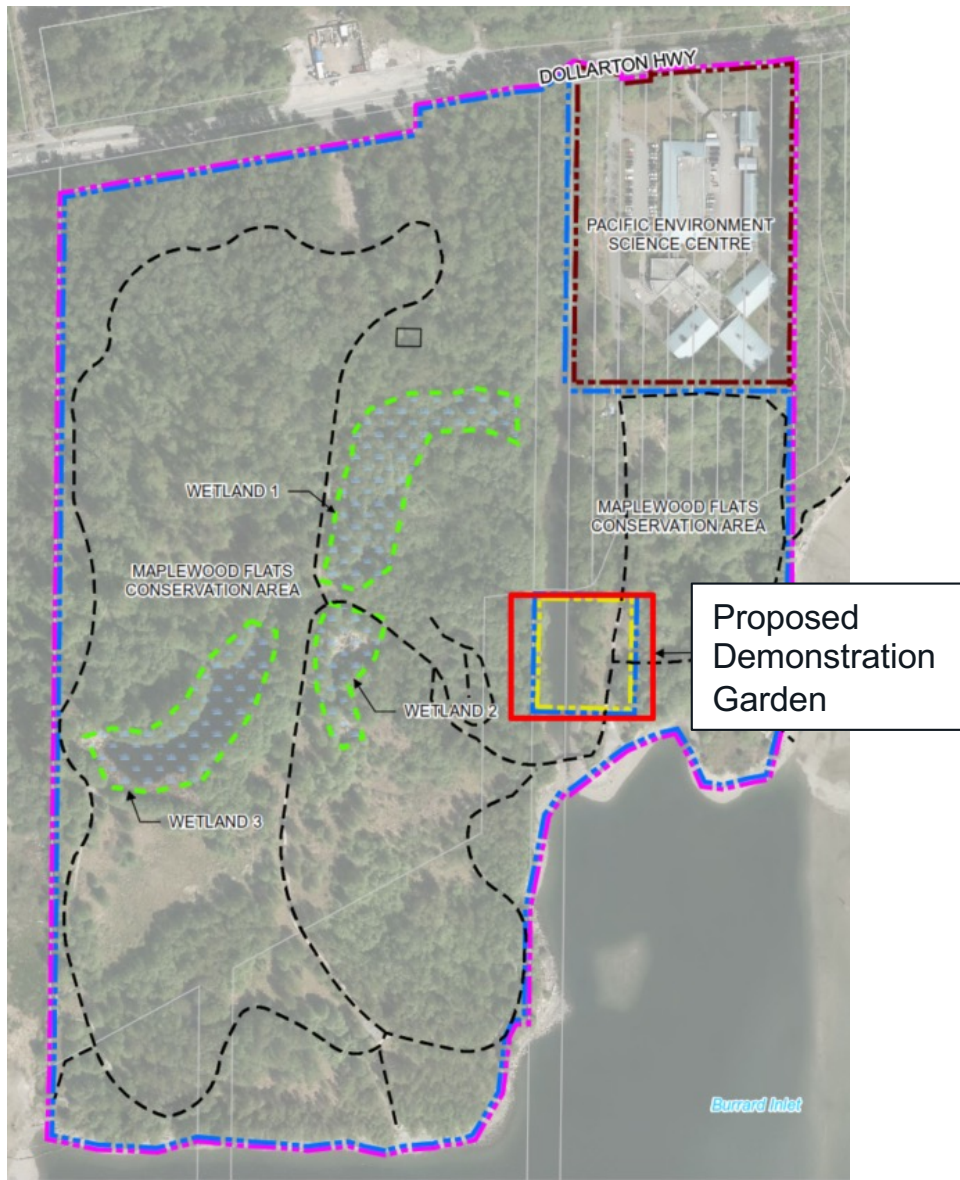 DOLLARTON HWY
PACIFIC ENVIRONMENT
SCIENCE CENTRE
WETLAND 1
MAPLEWOOD FLATS
CONSERVATION AREA
MAPLEWOOD FLATS
CONSERVATION AREA
Proposed
Demonstration
Garden
WETLAND 2
WETLAND 3
Burrard Inlet